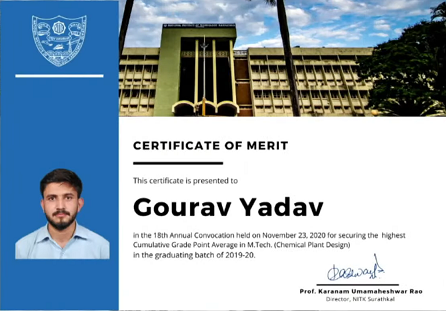 CERTIFICATE OF MERIT
This certificate is presented to
Gourav Yadav
in the 18th Annual Convocation held on November 23, 2020 for securing the highest
Cumulative Grade Point Average in M.Tech. (Chemical Plant Design)
in the graduating batch of 2019-20.
Prof. Karanam Umamaheshwar Rao
Director, NITK Surathkal